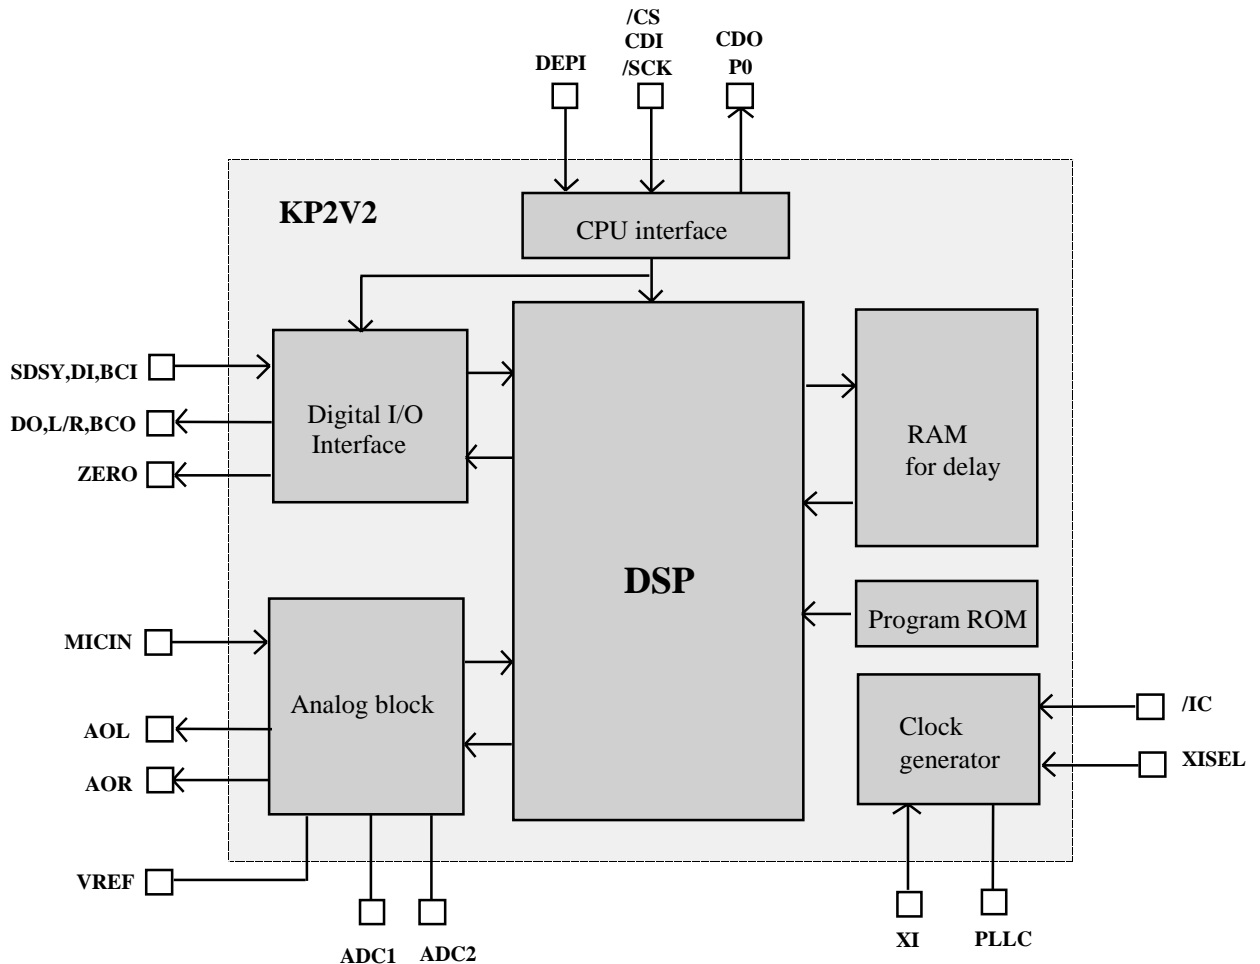 /CS
CDI
/SCK
CDO
P0
DEPI
KP2V2
CPU interface
SDSY,DI,BCI
DO,L/R,BCO
ZERO
Digital I/O
Interface
RAM
for delay
DSP
Program ROM
MICIN
AOL
AOR
Analog block
Clock
generator
/IC
XISEL
VREF
ADC1
ADC2
XI
PLLC